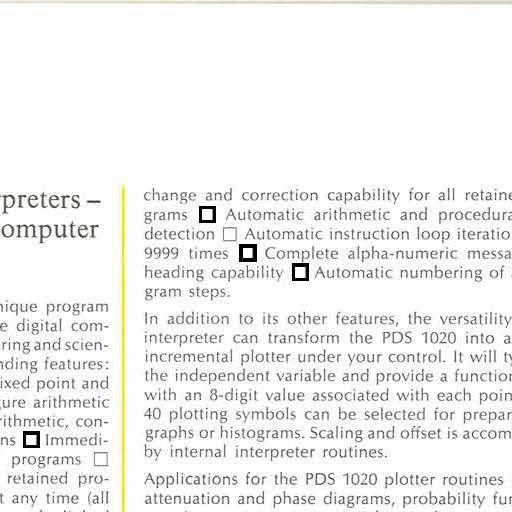 rpreters –
omputer
nique program
e digital com-
ring and scien-
nding features:
ixed point and
gure arithmetic
rithmetic, con-
ns □ Immedi-
programs □
retained pro-
t any time (all
change and correction capability for all retaine
grams □ Automatic arithmetic and procedura
detection □ Automatic instruction loop iteratio
9999 times □ Complete alpha-numeric messa
heading capability □ Automatic numbering of
gram steps.
In addition to its other features, the versatility
interpreter can transform the PDS 1020 into a
incremental plotter under your control. It will ty
the independent variable and provide a function
with an 8-digit value associated with each poin
40 plotting symbols can be selected for prepar
graphs or histograms. Scaling and offset is accom
by internal interpreter routines.
Applications for the PDS 1020 plotter routines
attenuation and phase diagrams, probability fun